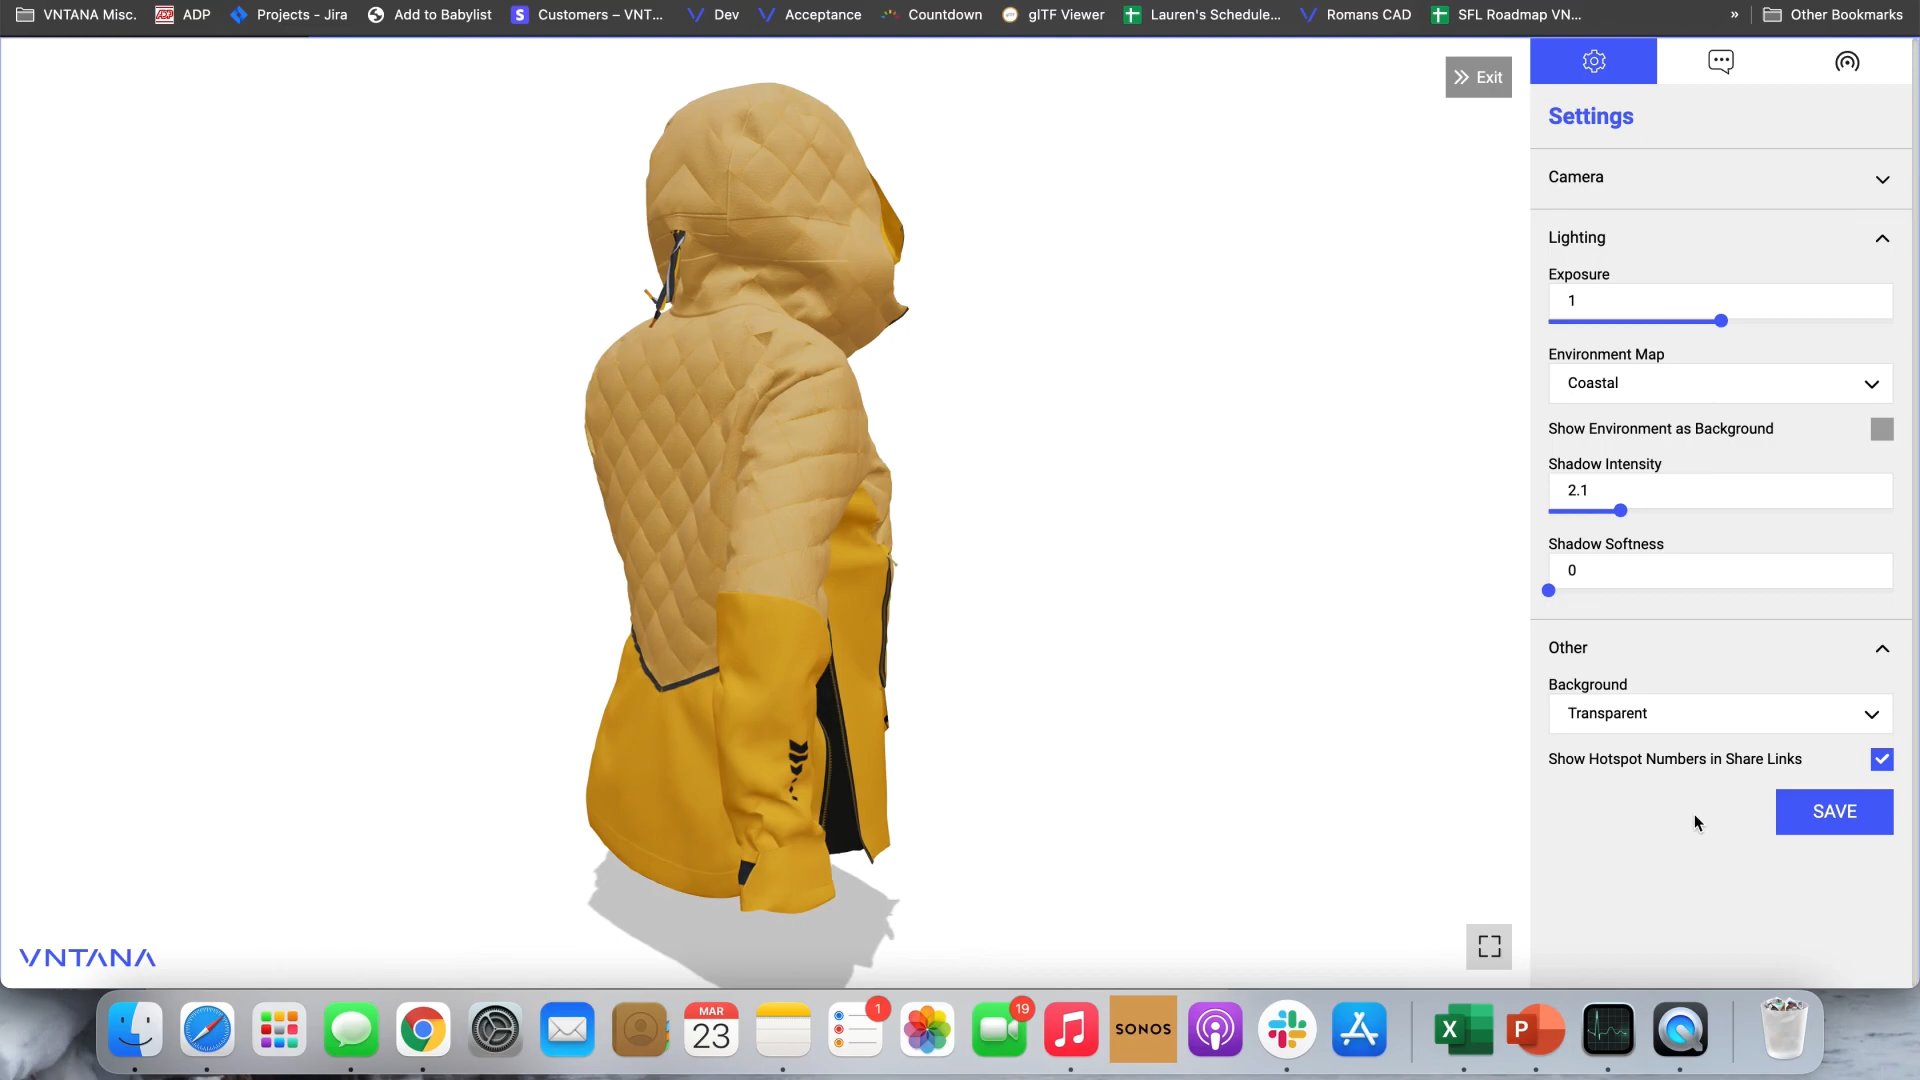 VNTANA Misc. ADP Projects - Jira Add to Babylist S Customers – VNT... Dev Acceptance Countdown glTF Viewer Lauren's Schedule... Romans CAD SFL Roadmap VN... » Other Bookmarks
Exit
Settings
Camera
Lighting
Exposure
1
Environment Map
Coastal
Show Environment as Background
Shadow Intensity
2.1
Shadow Softness
0
Other
Background
Transparent
Show Hotspot Numbers in Share Links
SAVE
VNTANA
MAR
23
1
19
SONOS
X
P